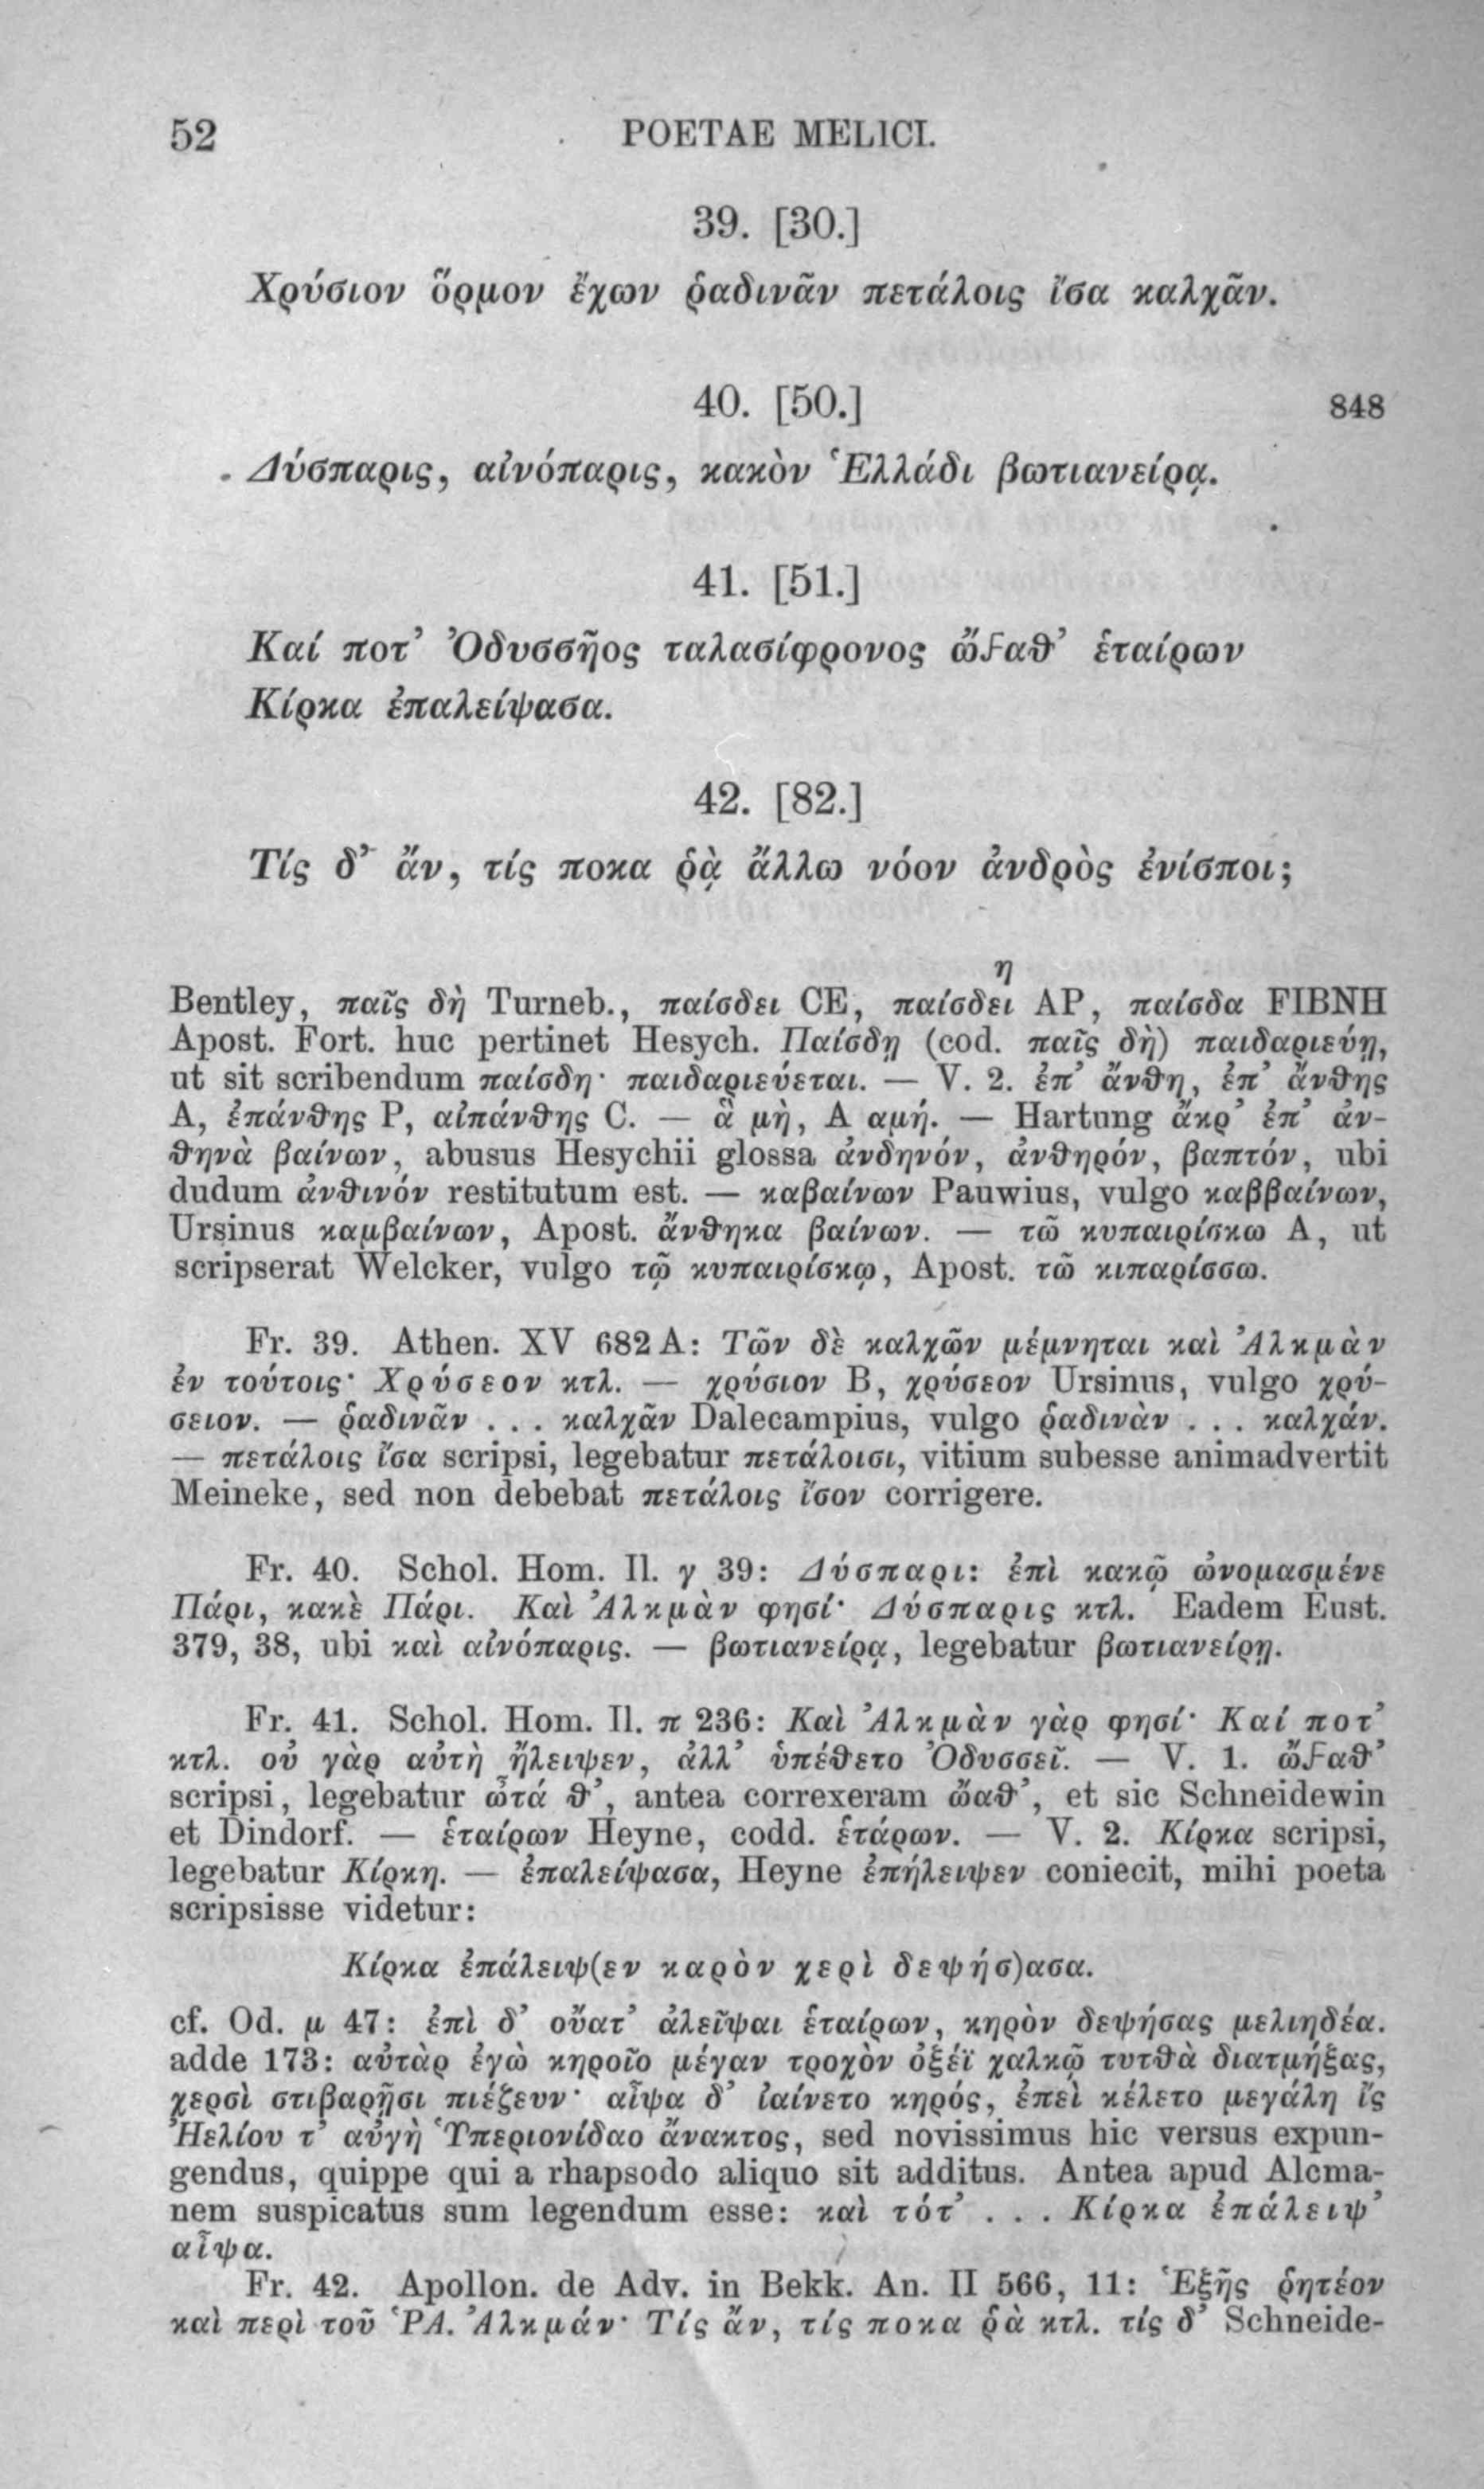 52
POETAE MELICI.
39. [30.]
Χρύσιον ὅρμον ἔχων ῥαδινᾶν πετάλοις ἴσα καλχᾶν.
40. [50.]
848
Δύσπαρις, αἰνόπαρις, κακὸν Ἑλλάδι βωτιανείρᾳ.
41. [51.]
Καί ποτ’ Ὀδυσσῆος ταλασίφρονος ὤϝαθ’ ἑταίρων
Κίρκα ἐπαλείψασα.
42. [82.]
Τίς δ’ ἄν, τίς ποκα ῥᾲ ἄλλω νόον ἀνδρὸς ἐνίσποι;
η
Bentley, παῖς δὴ Turneb., παίσδει CE, παίσδει AP, παίσδα FIBNH
Apost. Fort. huc pertinet Hesych. Παίσδῃ (cod. παῖς δὴ) παιδαριεύῃ,
ut sit scribendum παίσδη· παιδαριεύεται. — V. 2. ἐπ’ ἄνθη, ἐπ’ ἄνθης
A, ἐπάνθης P, αἰπάνθης C. — ἃ μὴ, A αμή. — Hartung ἄκρ’ ἐπ’ ἀν-
θηνὰ βαίνων, abusus Hesychii glossa ἀνδηνόν, ἀνθηρόν, βαπτόν, ubi
dudum ἀνθινόν restitutum est. — καβαίνων Pauwius, vulgo καββαίνων,
Ursinus καμβαίνων, Apost. ἄνθηκα βαίνων. — τῶ κυπαιρίσκω A, ut
scripserat Welcker, vulgo τῷ κυπαιρίσκῳ, Apost. τῶ κιπαρίσσω.
Fr. 39. Athen. XV 682 A: Τῶν δὲ καλχῶν μέμνηται καὶ Ἀλκμὰν
ἐν τούτοις· Χρύσεον κτλ. — χρύσιον B, χρύσεον Ursinus, vulgo χρύ-
σειον. — ῥαδινᾶν . . . καλχᾶν Dalecampius, vulgo ῥαδινὰν . . . καλχάν.
— πετάλοις ἴσα scripsi, legebatur πετάλοισι, vitium subesse animadvertit
Meineke, sed non debebat πετάλοις ἴσον corrigere.
Fr. 40. Schol. Hom. Il. γ 39: Δύσπαρι: ἐπὶ κακῷ ὠνομασμένε
Πάρι, κακὲ Πάρι. Καὶ Ἀλκμὰν φησί· Δύσπαρις κτλ. Eadem Eust.
379, 38, ubi καὶ αἰνόπαρις. — βωτιανείρᾳ, legebatur βωτιανείρῃ.
Fr. 41. Schol. Hom. Il. π 236: Καὶ Ἀλκμὰν γὰρ φησί· Καί ποτ’
κτλ. οὐ γὰρ αὐτὴ ἤλειψεν, ἀλλ’ ὑπέθετο Ὀδυσσεῖ. — V. 1. ὤϝαθ’
scripsi, legebatur ὦτά θ’, antea correxeram ὤαθ’, et sic Schneidewin
et Dindorf. — ἑταίρων Heyne, codd. ἑτάρων. — V. 2. Κίρκα scripsi,
legebatur Κίρκη. — ἐπαλείψασα, Heyne ἐπήλειψεν coniecit, mihi poeta
scripsisse videtur:
Κίρκα ἐπάλειψ(εν καρὸν χερὶ δεψήσ)ασα.
cf. Od. μ 47: ἐπὶ δ’ οὔατ’ ἀλεῖψαι ἑταίρων, κηρὸν δεψήσας μελιηδέα.
adde 173: αὐτὰρ ἐγὼ κηροῖο μέγαν τροχὸν ὀξέϊ χαλκῷ τυτθὰ διατμήξας,
χερσὶ στιβαρῇσι πιέζευν· αἶψα δ’ ἰαίνετο κηρός, ἐπεὶ κέλετο μεγάλη ἲς
Ἠελίου τ’ αὐγὴ Ὑπεριονίδαο ἄνακτος, sed novissimus hic versus expun-
gendus, quippe qui a rhapsodo aliquo sit additus. Antea apud Alcma-
nem suspicatus sum legendum esse: καὶ τότ’ . . . Κίρκα ἐπάλειψ’
αἶψα.
Fr. 42. Apollon. de Adv. in Bekk. An. II 566, 11: Ἑξῆς ῥητέον
καὶ περὶ τοῦ ῬΑ. Ἀλκμάν· Τίς ἄν, τίς ποκα ῥὰ κτλ. τίς δ’ Schneide-